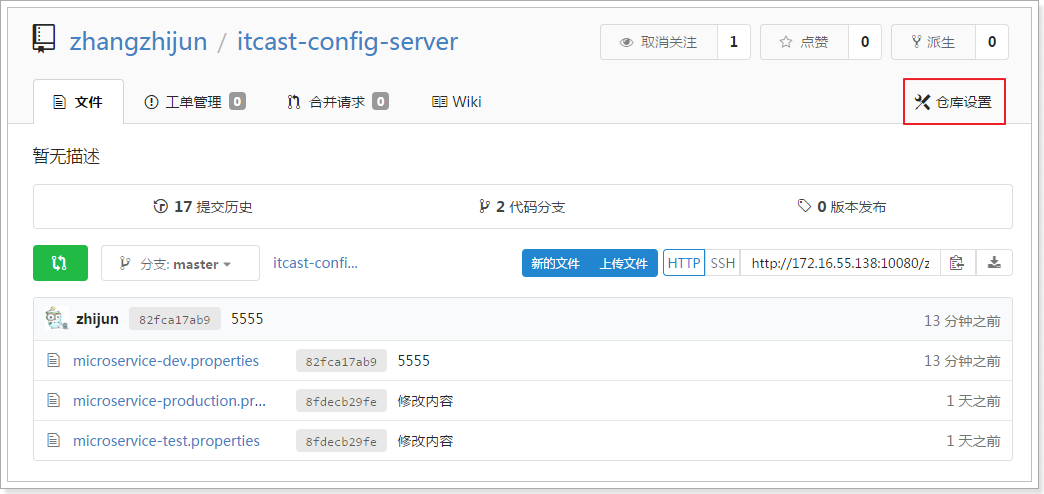 zhangzhijun / itcast-config-server 取消关注 1 点赞 0 派生 0
文件 工单管理 0 合并请求 0 Wiki 仓库设置
暂无描述
17 提交历史 2 代码分支 0 版本发布
分支: master itcast-confi... 新的文件 上传文件 HTTP SSH http://172.16.55.138:10080/z
zhijun 82fca17ab9 5555 13 分钟之前
microservice-dev.properties 82fca17ab9 5555 13 分钟之前
microservice-production.pr... 8fdecb29fe 修改内容 1 天之前
microservice-test.properties 8fdecb29fe 修改内容 1 天之前